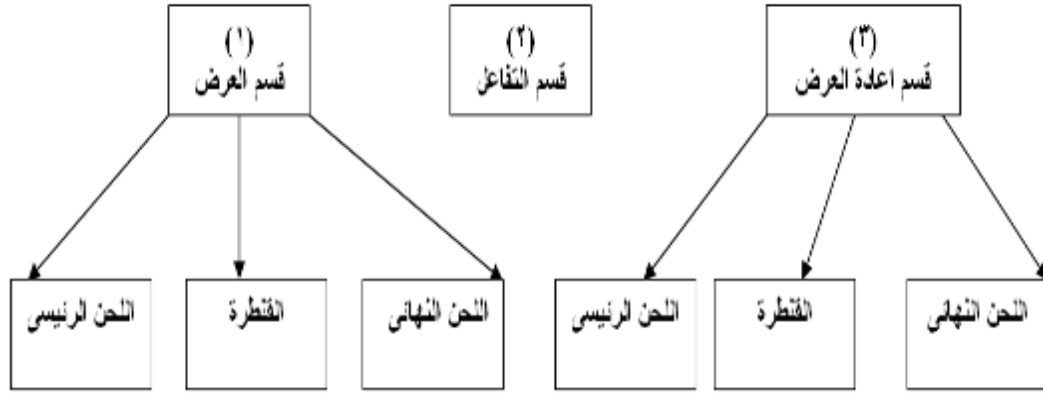 (١)
قسم العرض
(٢)
قسم التفاعل
(٣)
قسم اعادة العرض
اللحن الرئيسى
القنطرة
اللحن النهائى
اللحن الرئيسى
القنطرة
اللحن النهائى